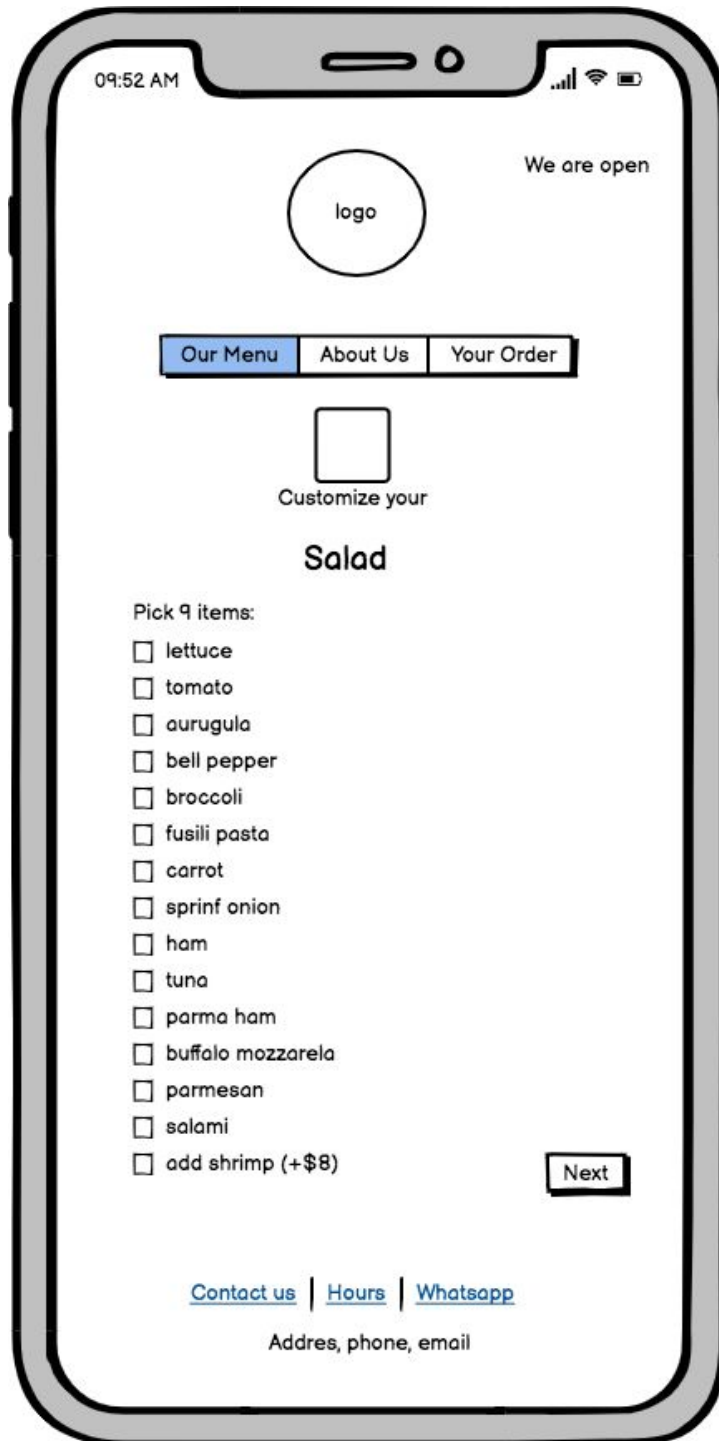 09:52 AM
We are open
logo
Our Menu About Us Your Order
Customize your
Salad
Pick 9 items:
lettuce
tomato
aurugula
bell pepper
broccoli
fusili pasta
carrot
sprinf onion
ham
tuna
parma ham
buffalo mozzarela
parmesan
salami
add shrimp (+$8)
Next
Contact us | Hours | Whatsapp
Addres, phone, email